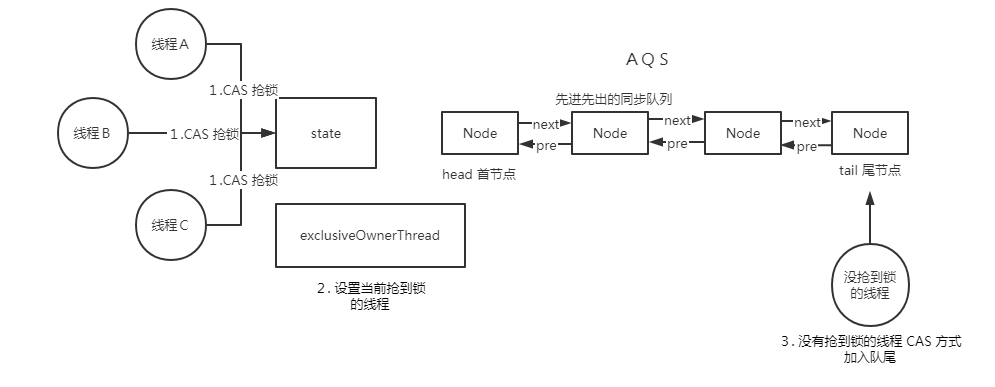 线程A
1.CAS 抢锁
线程B
1.CAS 抢锁
state
1.CAS 抢锁
线程C
exclusiveOwnerThread
2.设置当前抢到锁
的线程
AQS
先进先出的同步队列
Node
next
pre
Node
next
pre
Node
next
pre
Node
head 首节点
tail 尾节点
没抢到锁
的线程
3.没有抢到锁的线程 CAS 方式
加入队尾